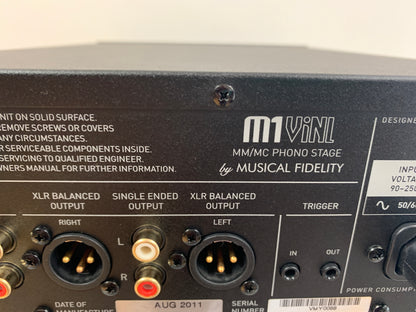 UNIT ON SOLID SURFACE.
REMOVE SCREWS OR COVERS
ANY CIRCUMSTANCES.
SERVICEABLE COMPONENTS INSIDE.
SERVICING TO QUALIFIED ENGINEER.
OWNERS MANUAL FOR FURTHER INFORMATION.
M1 ViNL
MM/MC PHONO STAGE
by MUSICAL FIDELITY
DESIGNE
INPU
VOLTA
90-250
50/6
POWER CONSUMP
XLR BALANCED
OUTPUT
RIGHT
SINGLE ENDED
OUTPUT
L
R
XLR BALANCED
OUTPUT
LEFT
TRIGGER
IN
OUT
DATE OF
MANUFACTURE
AUG 2011
SERIAL
NUMBER